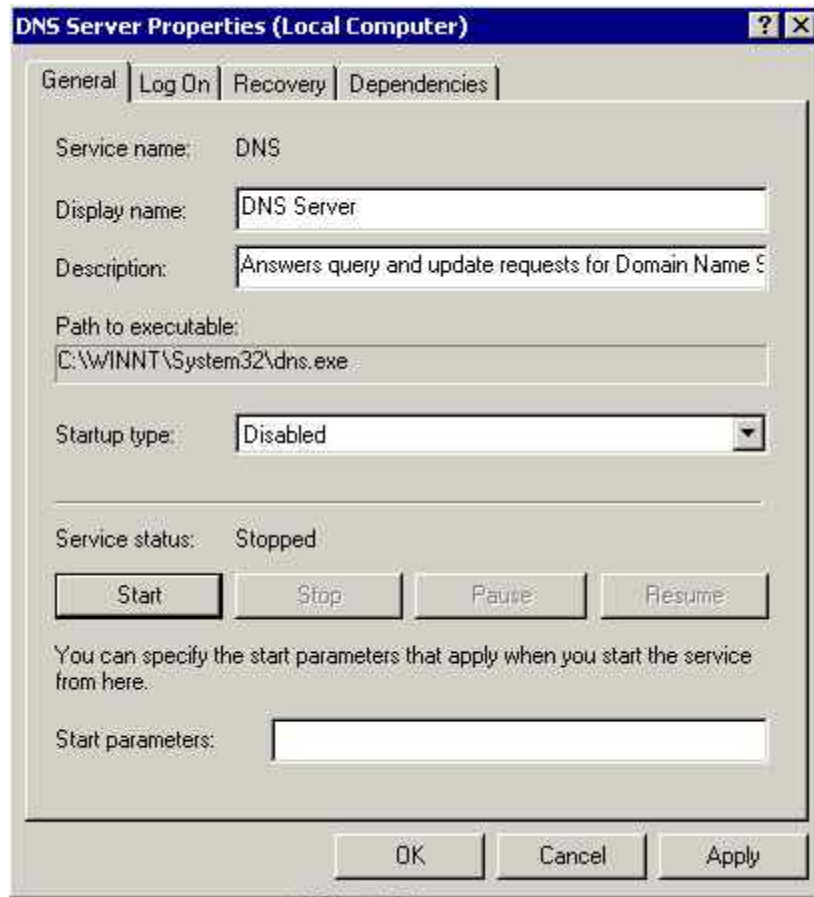 DNS Server Properties (Local Computer)
General Log On Recovery Dependencies
Service name: DNS
Display name: DNS Server
Description: Answers query and update requests for Domain Name S
Path to executable:
C:\WINNT\System32\dns.exe
Startup type: Disabled
Service status: Stopped
Start Stop Pause Resume
You can specify the start parameters that apply when you start the service
from here.
Start parameters:
OK Cancel Apply